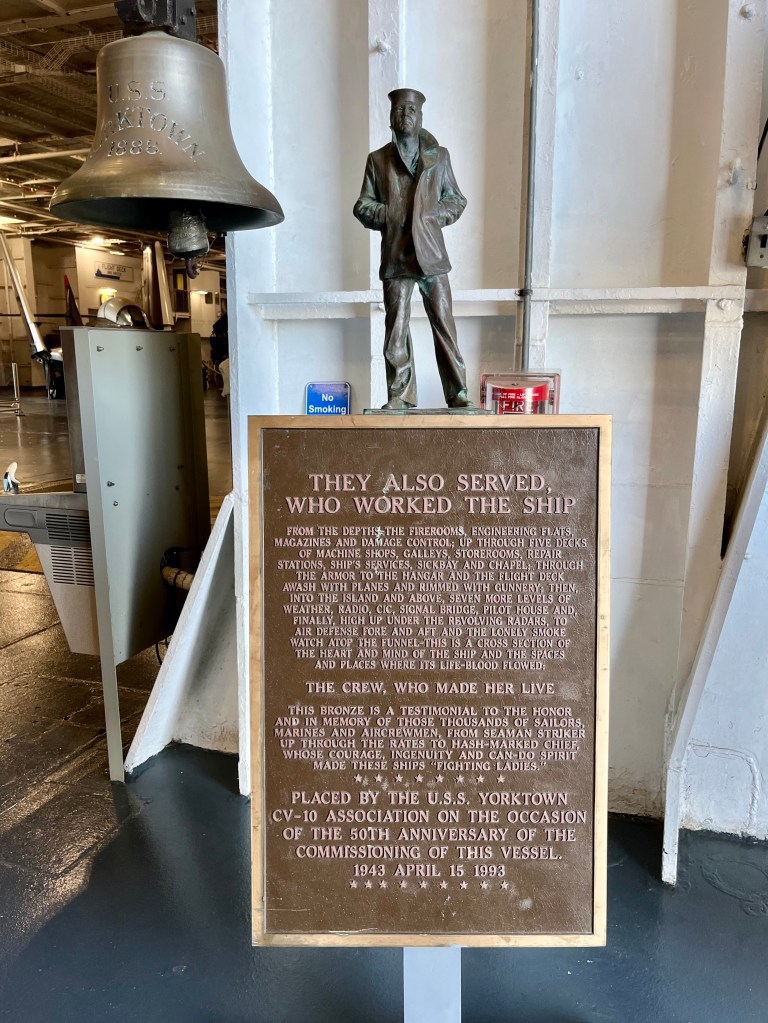 U.S.S.
1888
No
Smoking
FIRE
THEY ALSO SERVED,
WHO WORKED THE SHIP
FROM THE DEPTHS THE FIREROOMS, ENGINEERING FLATS,
MAGAZINES AND DAMAGE CONTROL; UP THROUGH FIVE DECKS
OF MACHINE SHOPS, GALLEYS, STOREROOMS, REPAIR
STATIONS, SHIP'S SERVICES, SICKBAY AND CHAPEL; THROUGH
THE ARMOR TO THE HANGAR AND THE FLIGHT DECK
AWASH WITH PLANES AND RIMMED WITH GUNNERY; THEN,
INTO THE ISLAND AND ABOVE, SEVEN MORE LEVELS OF
WEATHER, RADIO, CIC, SIGNAL BRIDGE, PILOT HOUSE AND,
FINALLY, HIGH UP UNDER THE REVOLVING RADARS, TO
AIR DEFENSE FORE AND AFT AND THE LONELY SMOKE
WATCH ATOP THE FUNNEL-THIS IS A CROSS SECTION OF
THE HEART AND MIND OF THE SHIP AND THE SPACES
AND PLACES WHERE ITS LIFE-BLOOD FLOWED:
THE CREW, WHO MADE HER LIVE
THIS BRONZE IS A TESTIMONIAL TO THE HONOR
AND IN MEMORY OF THOSE THOUSANDS OF SAILORS,
MARINES AND AIRCREWMEN, FROM SEAMAN STRIKER
UP THROUGH THE RATES TO HASH-MARKED CHIEF,
WHOSE COURAGE, INGENUITY AND CAN-DO SPIRIT
MADE THESE SHIPS "FIGHTING LADIES."
PLACED BY THE U.S.S. YORKTOWN
CV-10 ASSOCIATION ON THE OCCASION
OF THE 50TH ANNIVERSARY OF THE
COMMISSIONING OF THIS VESSEL.
1943 APRIL 15 1993